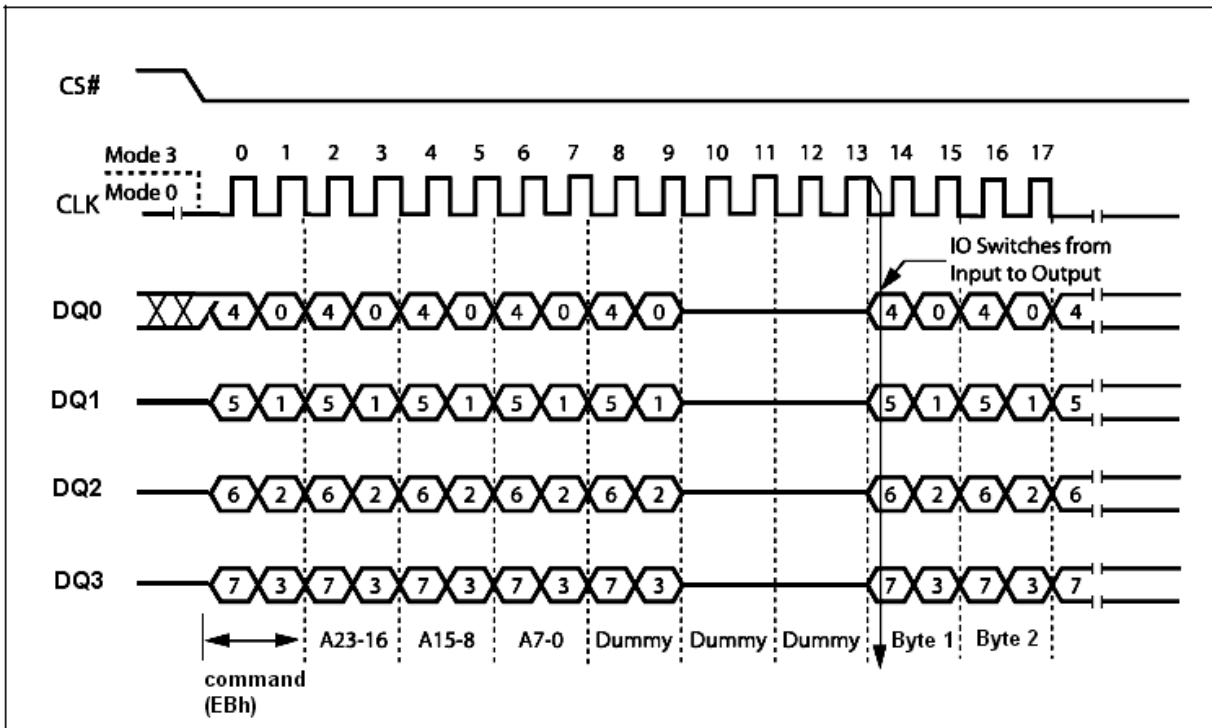 CS#
Mode 3
0 1 2 3 4 5 6 7 8 9 10 11 12 13 14 15 16 17
Mode 0
CLK
IO Switches from
Input to Output
DQ0
4 0 4 0 4 0 4 0 4 0 4 0 4 0 4
DQ1
5 1 5 1 5 1 5 1 5 1 5 1 5 1 5
DQ2
6 2 6 2 6 2 6 2 6 2 6 2 6 2 6
DQ3
7 3 7 3 7 3 7 3 7 3 7 3 7 3 7
A23-16 A15-8 A7-0 Dummy Dummy Dummy Byte 1 Byte 2
command
(EBh)